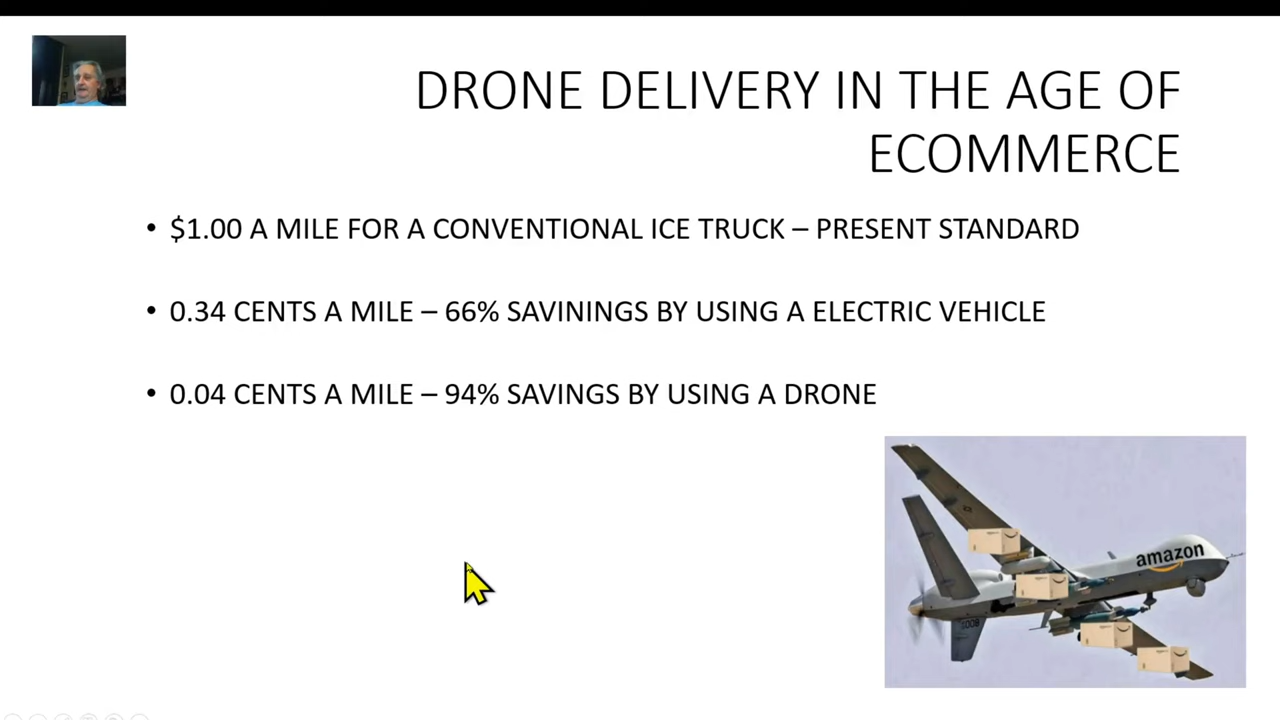 DRONE DELIVERY IN THE AGE OF
ECOMMERCE
• $1.00 A MILE FOR A CONVENTIONAL ICE TRUCK – PRESENT STANDARD
• 0.34 CENTS A MILE – 66% SAVININGS BY USING A ELECTRIC VEHICLE
• 0.04 CENTS A MILE – 94% SAVINGS BY USING A DRONE
amazon